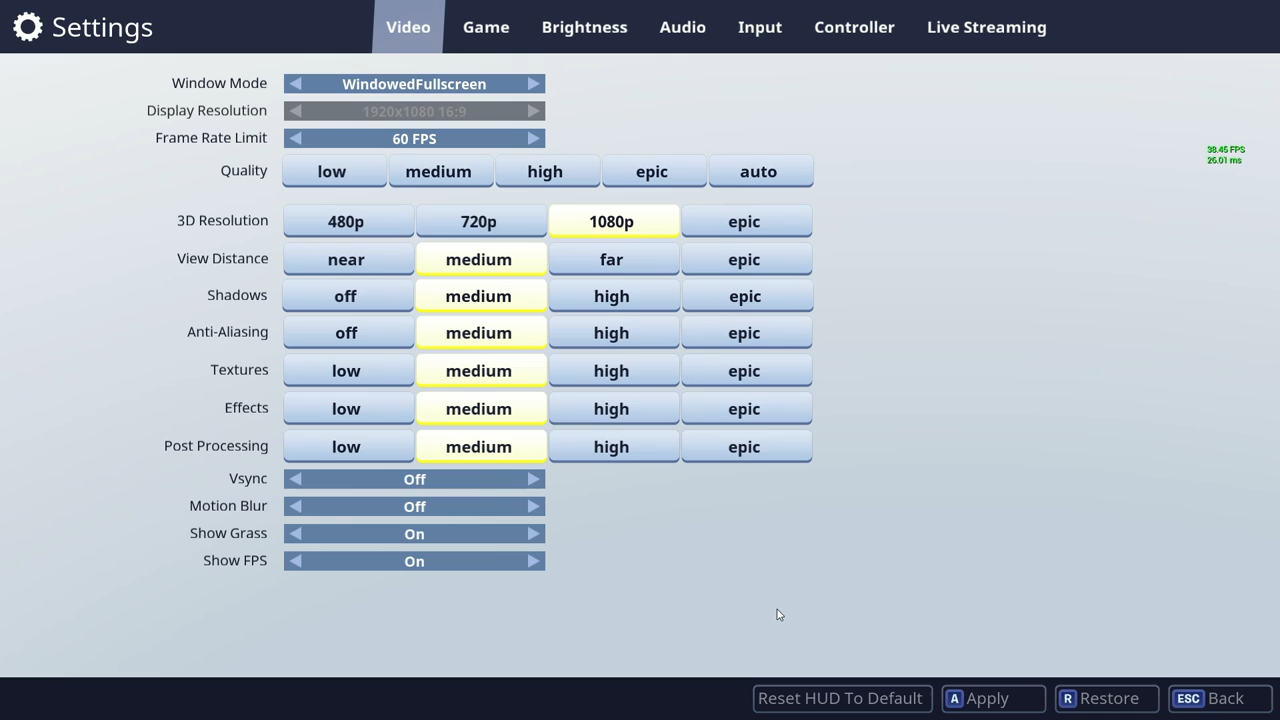 Settings
Video Game Brightness Audio Input Controller Live Streaming
Window Mode WindowedFullscreen
Display Resolution 1920x1080 16:9
Frame Rate Limit 60 FPS
38.45 FPS
26.01 ms
Quality low medium high epic auto
3D Resolution 480p 720p 1080p epic
View Distance near medium far epic
Shadows off medium high epic
Anti-Aliasing off medium high epic
Textures low medium high epic
Effects low medium high epic
Post Processing low medium high epic
Vsync Off
Motion Blur Off
Show Grass On
Show FPS On
Reset HUD To Default A Apply R Restore ESC Back